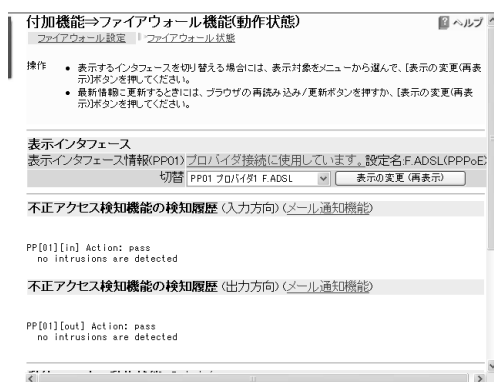 付加機能⇒ファイアウォール機能(動作状態)
ヘルプ
ファイアウォール設定 ファイアウォール状態
操作
● 表示するインタフェースを切り替える場合には、表示対象をメニューから選んで、[表示の変更(再表
示)]ボタンを押してください。
● 最新情報に更新するときには、ブラウザの再読み込み/更新ボタンを押すか、[表示の変更(再表
示)]ボタンを押してください。
表示インタフェース
表示インタフェース情報(PP01)プロバイダ接続に使用しています。設定名:F.ADSL(PPPoE)
切替 PP01 プロバイダ1 F.ADSL 表示の変更(再表示)
不正アクセス検知機能の検知履歴(入力方向)(メール通知機能)
PP[01][in] Action: pass
no intrusions are detected
不正アクセス検知機能の検知履歴(出力方向)(メール通知機能)
PP[01][out] Action: pass
no intrusions are detected